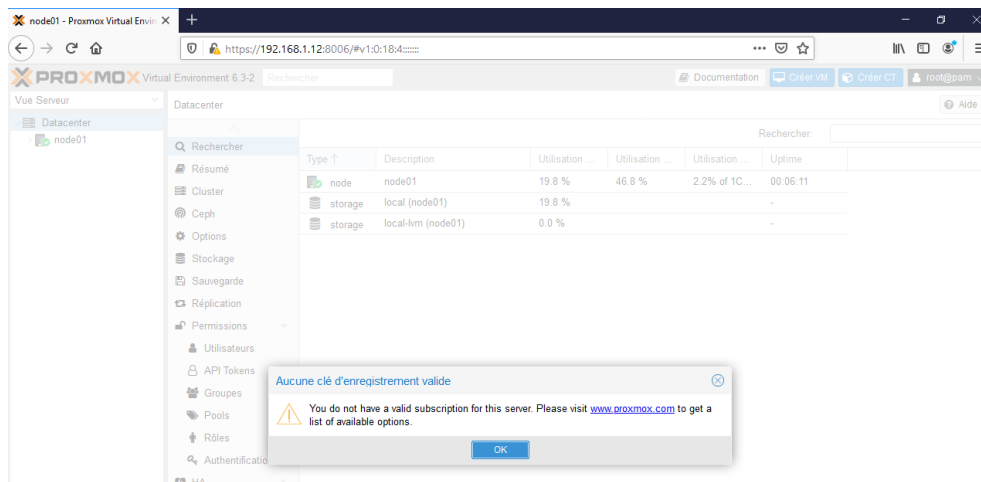 node01 - Proxmox Virtual Envir
https://192.168.1.12:8006/#v1:0:18:4:::::::
PROXMOX Virtual Environment 6.3-2 Rechercher Documentation Créer VM Créer CT root@pam
Vue Serveur Datacenter Aide
Datacenter
node01
Rechercher:
Rechercher
Résumé
Cluster
Ceph
Options
Stockage
Sauvegarde
Réplication
Permissions
Utilisateurs
API Tokens
Groupes
Pools
Rôles
Authentificatio
HA
Type ↑ Description Utilisation ... Utilisation ... Utilisation ... Uptime
node node01 19.8 % 46.8 % 2.2% of 1C... 00:06:11
storage local (node01) 19.8 % -
storage local-lvm (node01) 0.0 % -
Aucune clé d'enregistrement valide
You do not have a valid subscription for this server. Please visit www.proxmox.com to get a
list of available options.
OK